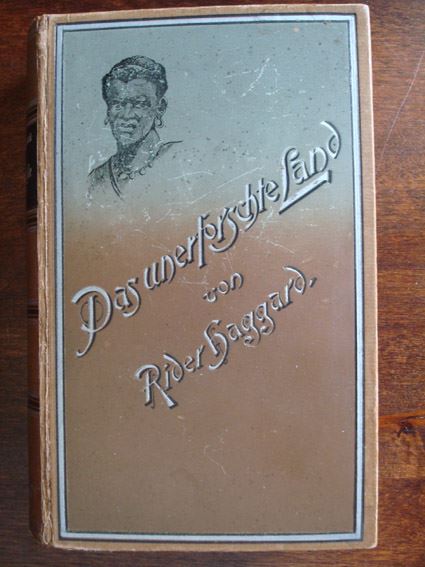 Das unerforschte Land
von
Rider Haggard.